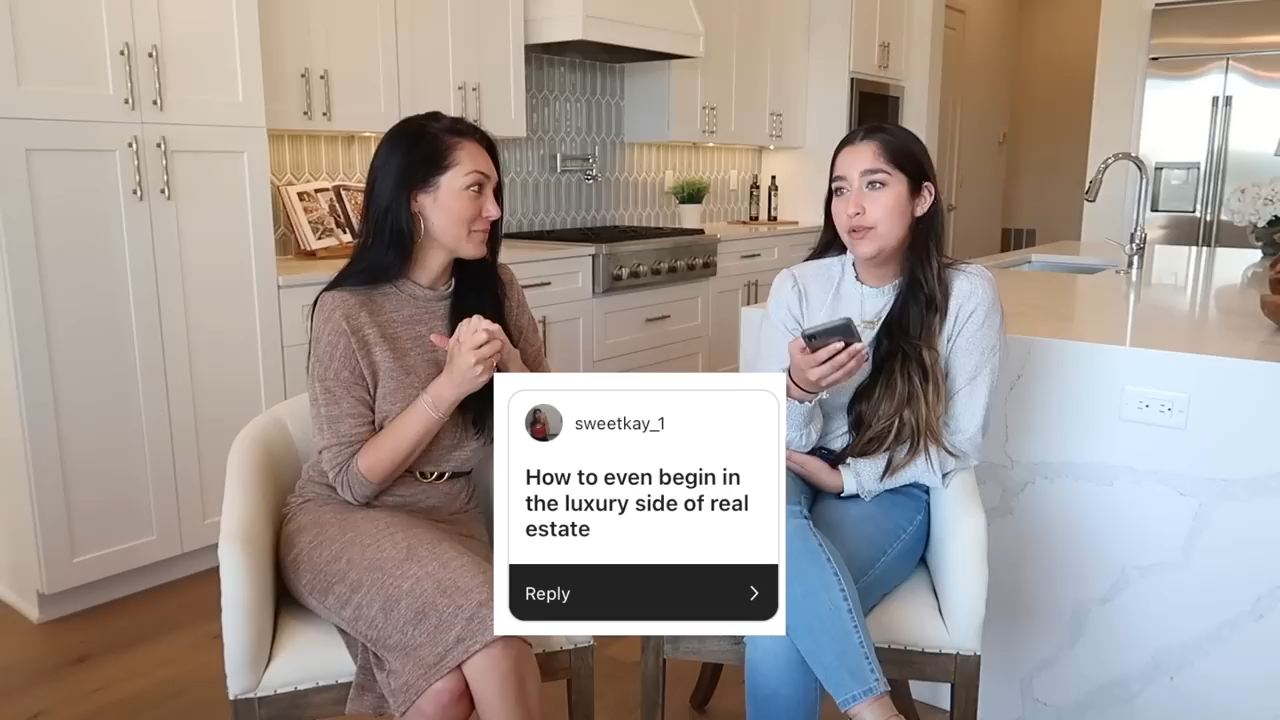 sweetkay_1
How to even begin in
the luxury side of real
estate
Reply